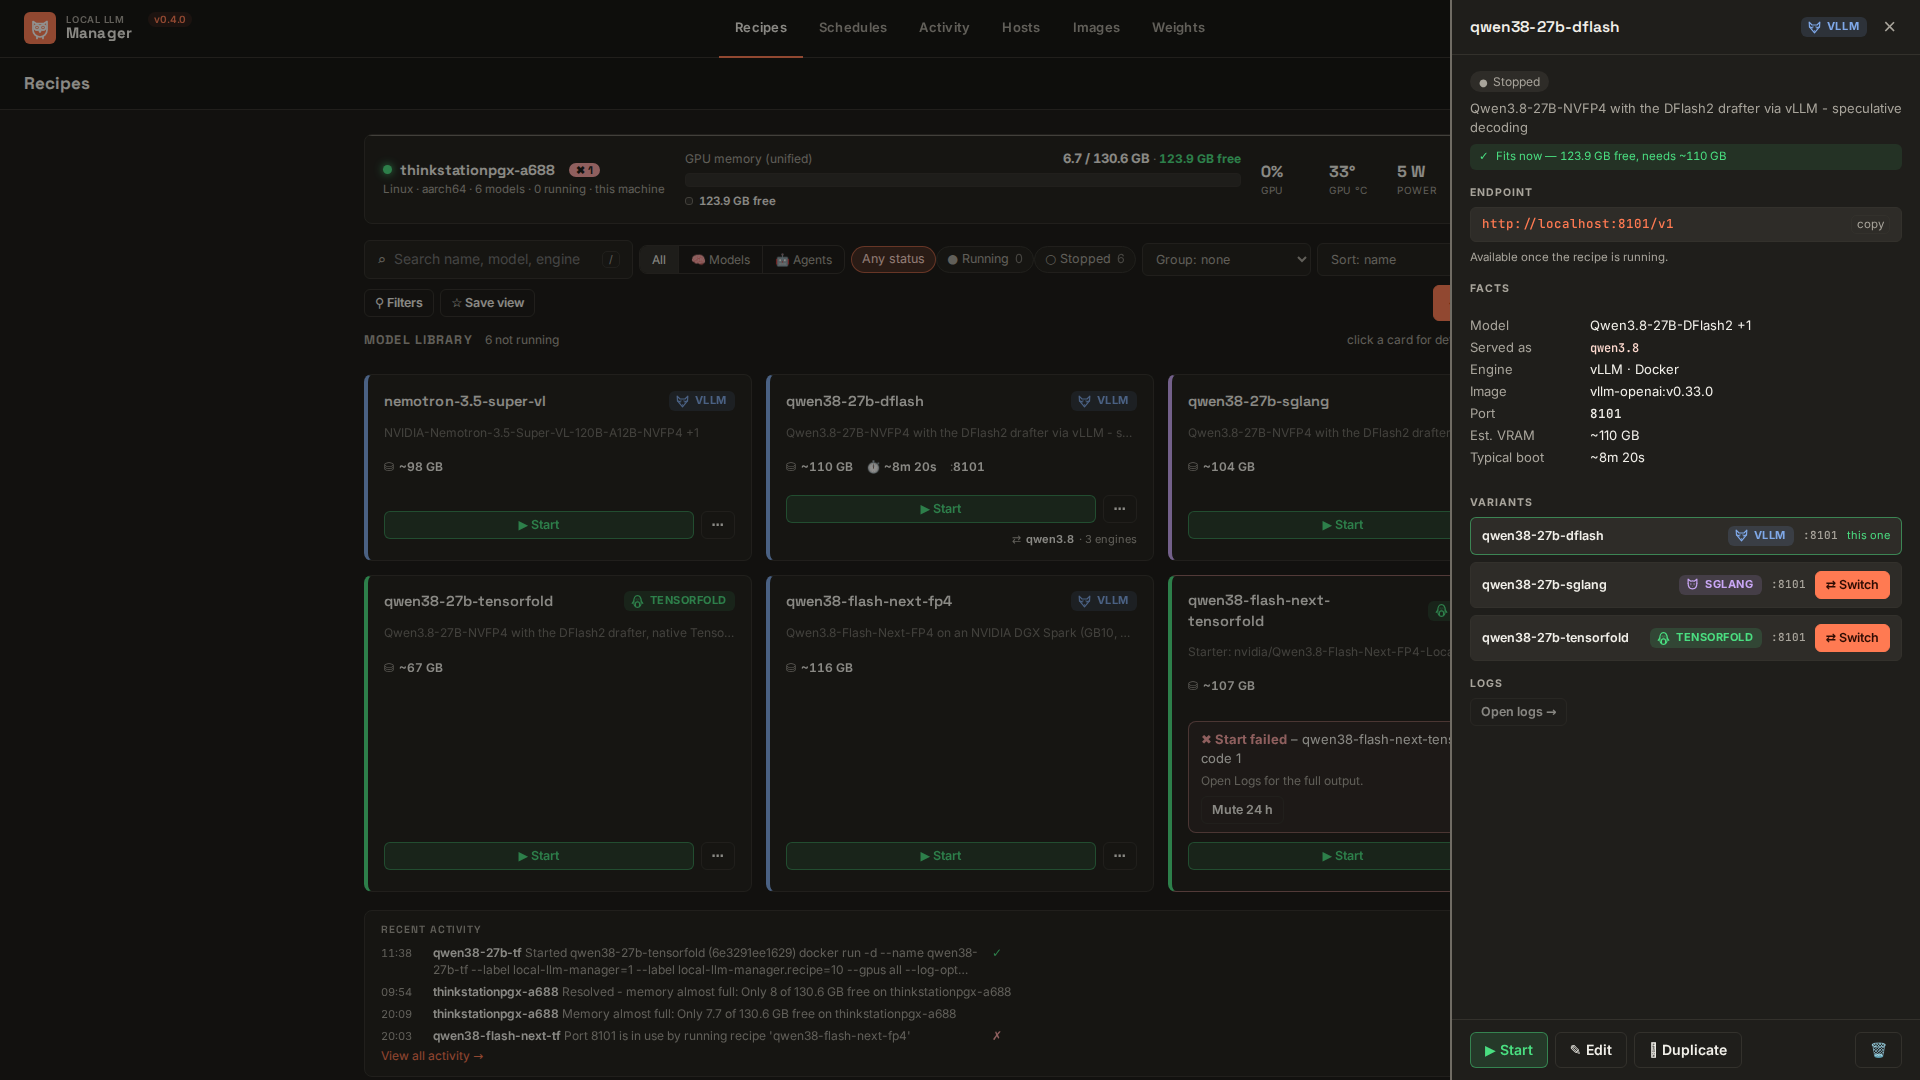 LOCAL LLM
Manager
v0.4.0
Recipes
Schedules
Activity
Hosts
Images
Weights
Recipes
thinkstationpgx-a688
✖ 1
Linux · aarch64 · 6 models · 0 running · this machine
GPU memory (unified)
6.7 / 130.6 GB · 123.9 GB free
123.9 GB free
0%
GPU
33°
GPU °C
5 W
POWER
Search name, model, engine
/
All
Models
Agents
Any status
Running 0
Stopped 6
Group: none
Sort: name
Filters
☆ Save view
MODEL LIBRARY
6 not running
click a card for de
nemotron-3.5-super-vl
VLLM
NVIDIA-Nemotron-3.5-Super-VL-120B-A12B-NVFP4 +1
~98 GB
▶ Start
···
qwen38-27b-dflash
VLLM
Qwen3.8-27B-NVFP4 with the DFlash2 drafter via vLLM - s...
~110 GB
~8m 20s
:8101
▶ Start
···
⇄ qwen3.8 · 3 engines
qwen38-27b-sglang
Qwen3.8-27B-NVFP4 with the DFlash2 drafter
~104 GB
▶ Start
qwen38-27b-tensorfold
TENSORFOLD
Qwen3.8-27B-NVFP4 with the DFlash2 drafter, native Tenso...
~67 GB
▶ Start
···
qwen38-flash-next-fp4
VLLM
Qwen3.8-Flash-Next-FP4 on an NVIDIA DGX Spark (GB10, ...
~116 GB
▶ Start
···
qwen38-flash-next-
tensorfold
Starter: nvidia/Qwen3.8-Flash-Next-FP4-Loca
~107 GB
✖ Start failed – qwen38-flash-next-tens
code 1
Open Logs for the full output.
Mute 24 h
▶ Start
RECENT ACTIVITY
11:38
qwen38-27b-tf Started qwen38-27b-tensorfold (6e3291ee1629) docker run -d --name qwen38-
27b-tf --label local-llm-manager=1 --label local-llm-manager.recipe=10 --gpus all --log-opt...
✓
09:54
thinkstationpgx-a688 Resolved - memory almost full: Only 8 of 130.6 GB free on thinkstationpgx-a688
20:09
thinkstationpgx-a688 Memory almost full: Only 7.7 of 130.6 GB free on thinkstationpgx-a688
20:03
qwen38-flash-next-tf Port 8101 is in use by running recipe 'qwen38-flash-next-fp4'
✗
View all activity →
qwen38-27b-dflash
VLLM
✕
● Stopped
Qwen3.8-27B-NVFP4 with the DFlash2 drafter via vLLM - speculative
decoding
✓ Fits now — 123.9 GB free, needs ~110 GB
ENDPOINT
http://localhost:8101/v1
copy
Available once the recipe is running.
FACTS
Model
Qwen3.8-27B-DFlash2 +1
Served as
qwen3.8
Engine
vLLM · Docker
Image
vllm-openai:v0.33.0
Port
8101
Est. VRAM
~110 GB
Typical boot
~8m 20s
VARIANTS
qwen38-27b-dflash
VLLM
:8101
this one
qwen38-27b-sglang
SGLANG
:8101
⇄ Switch
qwen38-27b-tensorfold
TENSORFOLD
:8101
⇄ Switch
LOGS
Open logs →
▶ Start
✎ Edit
Duplicate